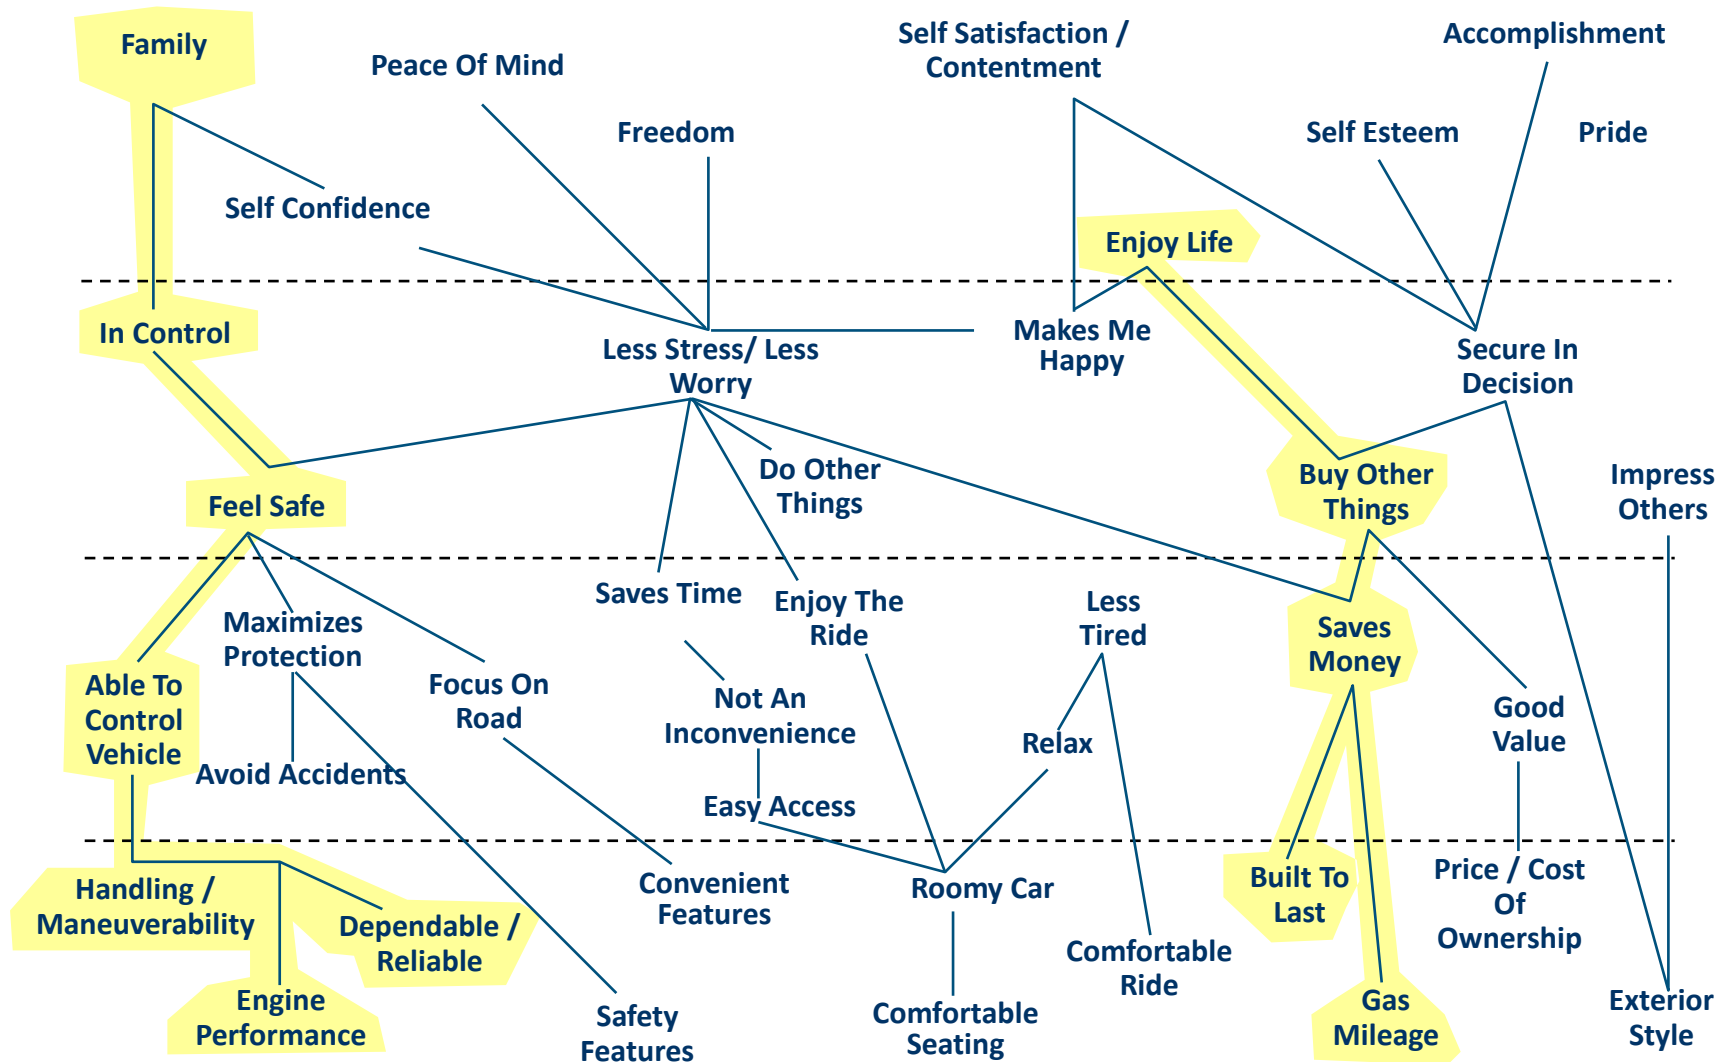 Family
Peace Of Mind
Self Satisfaction /
Contentment
Accomplishment
Freedom
Self Esteem
Pride
Self Confidence
Enjoy Life
In Control
Less Stress/ Less
Worry
Makes Me
Happy
Secure In
Decision
Feel Safe
Do Other
Things
Buy Other
Things
Impress
Others
Maximizes
Protection
Saves Time
Enjoy The
Ride
Less
Tired
Saves
Money
Able To
Control
Vehicle
Focus On
Road
Not An
Inconvenience
Relax
Good
Value
Avoid Accidents
Easy Access
Handling /
Maneuverability
Dependable /
Reliable
Convenient
Features
Roomy Car
Built To
Last
Price / Cost
Of
Ownership
Comfortable
Ride
Engine
Performance
Safety
Features
Comfortable
Seating
Gas
Mileage
Exterior
Style